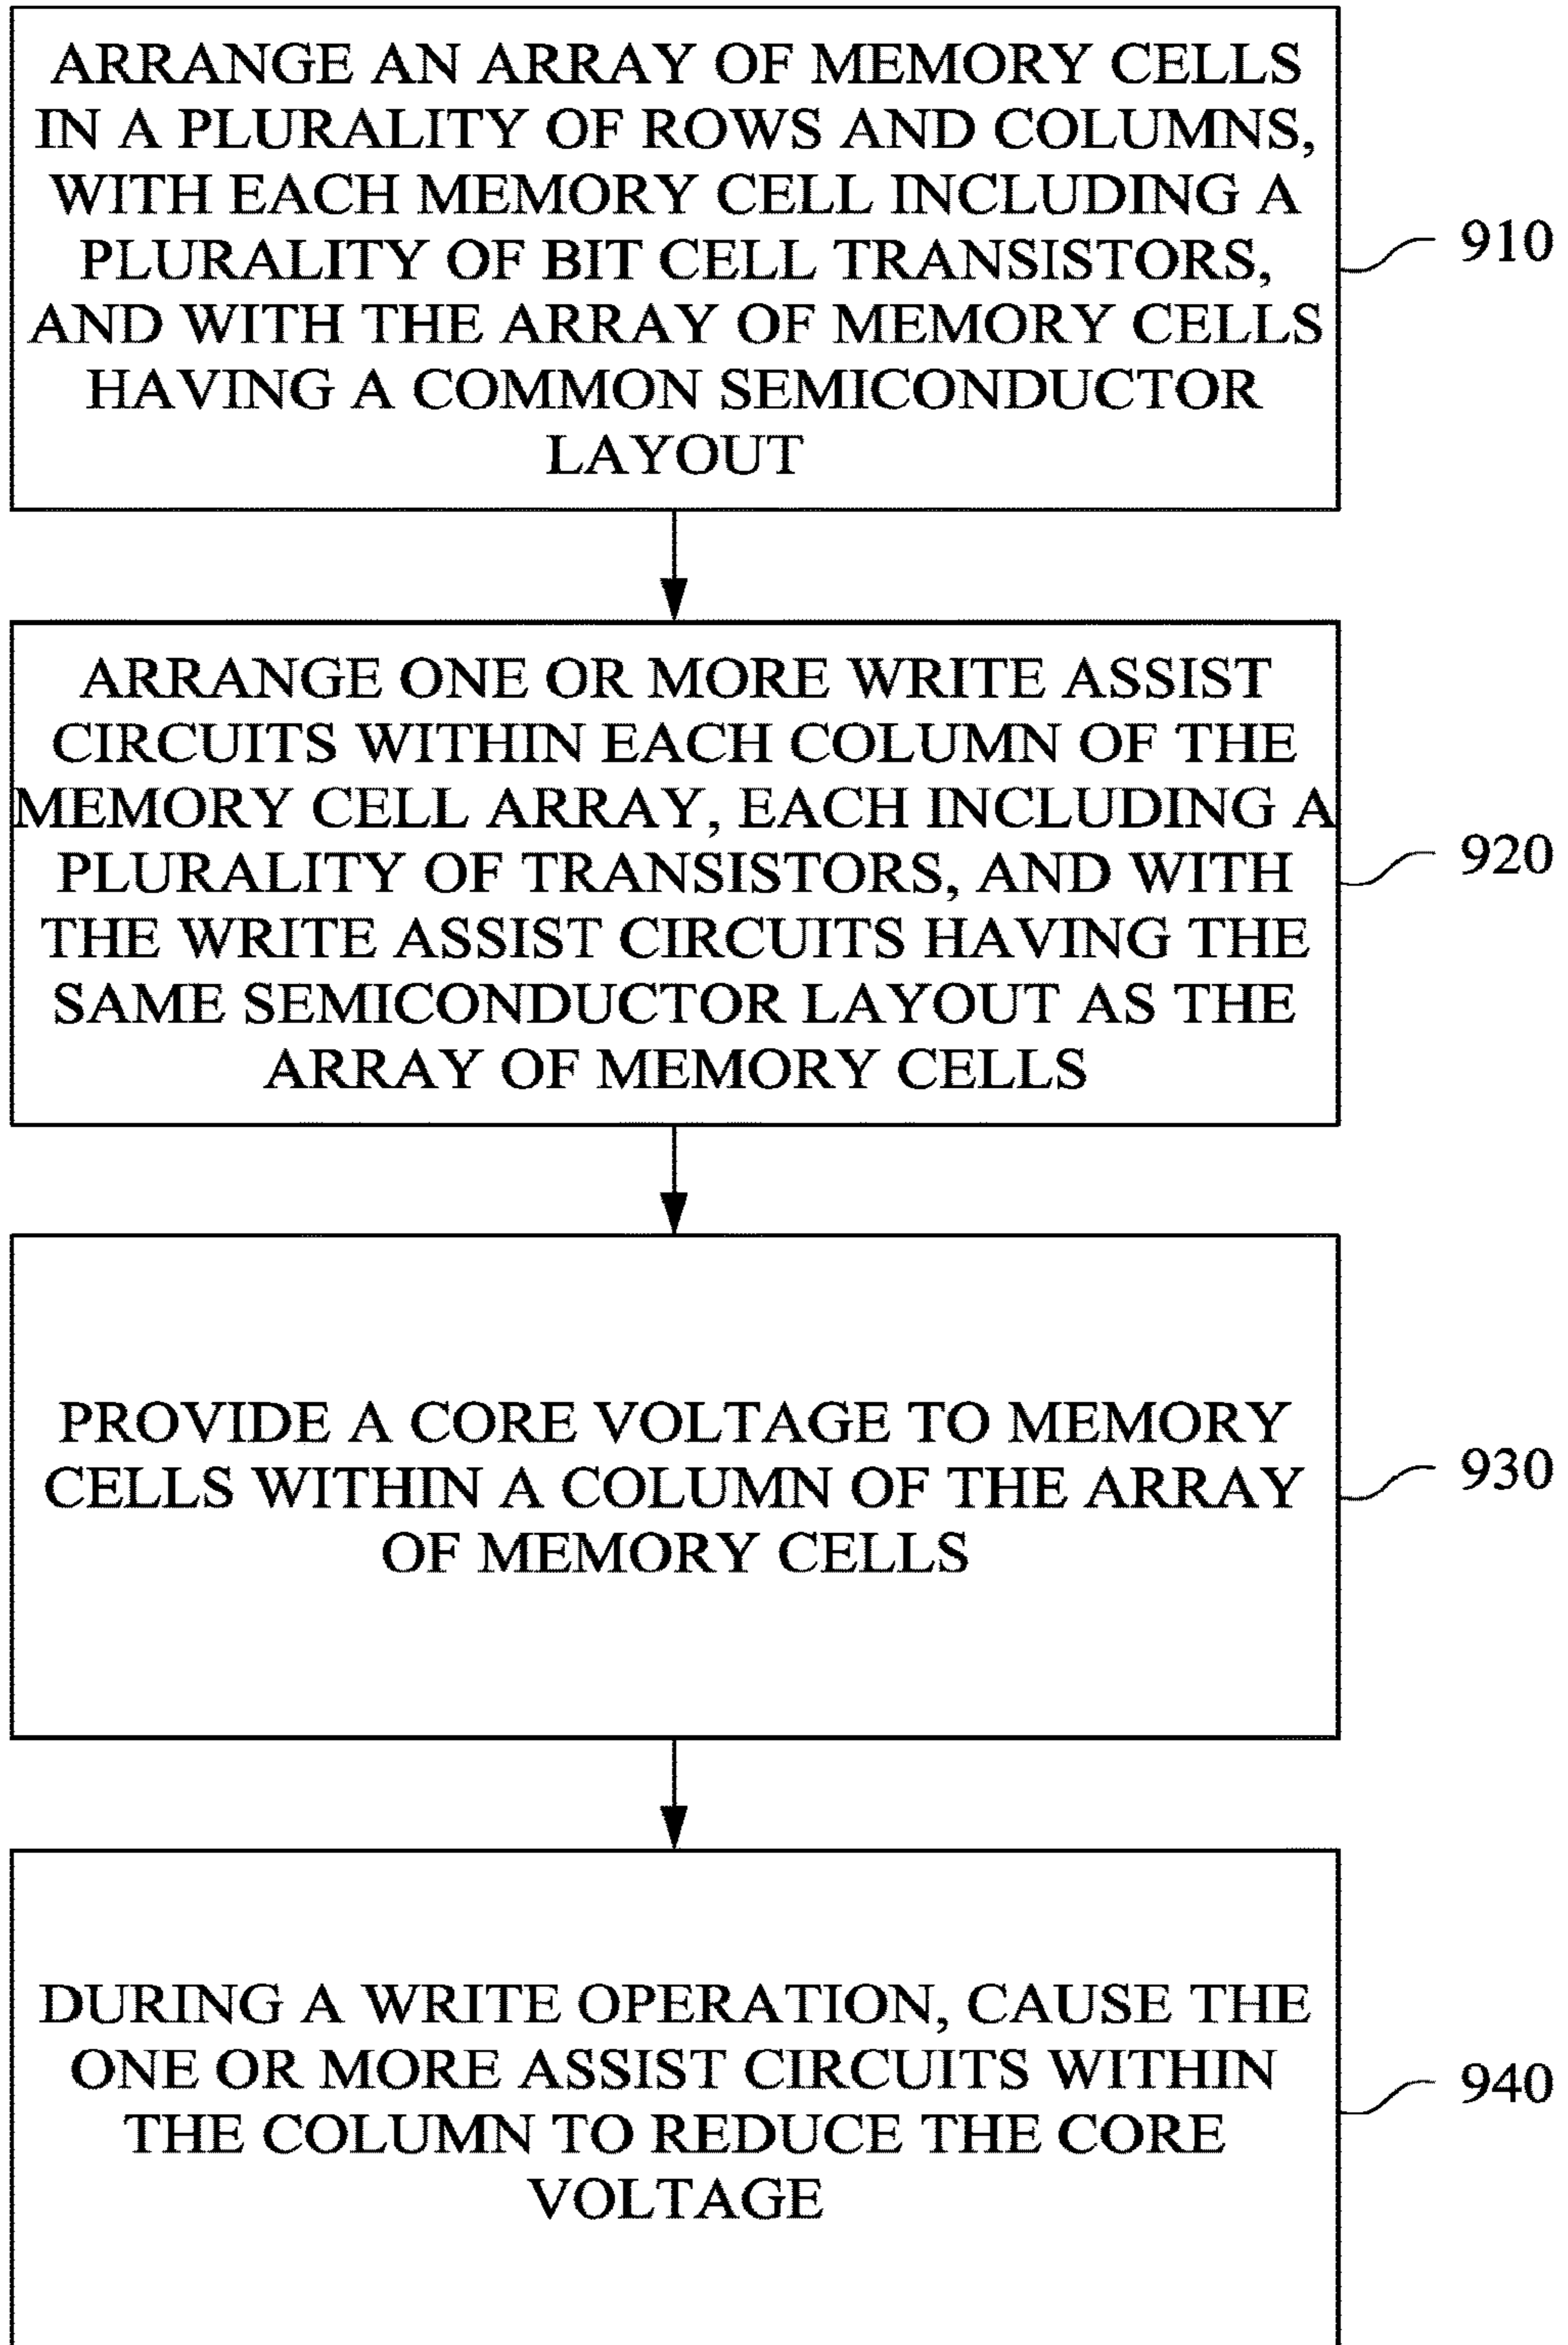 ARRANGE AN ARRAY OF MEMORY CELLS
IN A PLURALITY OF ROWS AND COLUMNS,
WITH EACH MEMORY CELL INCLUDING A
PLURALITY OF BIT CELL TRANSISTORS,
AND WITH THE ARRAY OF MEMORY CELLS
HAVING A COMMON SEMICONDUCTOR
LAYOUT
910
ARRANGE ONE OR MORE WRITE ASSIST
CIRCUITS WITHIN EACH COLUMN OF THE
MEMORY CELL ARRAY, EACH INCLUDING A
PLURALITY OF TRANSISTORS, AND WITH
THE WRITE ASSIST CIRCUITS HAVING THE
SAME SEMICONDUCTOR LAYOUT AS THE
ARRAY OF MEMORY CELLS
920
PROVIDE A CORE VOLTAGE TO MEMORY
CELLS WITHIN A COLUMN OF THE ARRAY
OF MEMORY CELLS
930
DURING A WRITE OPERATION, CAUSE THE
ONE OR MORE ASSIST CIRCUITS WITHIN
THE COLUMN TO REDUCE THE CORE
VOLTAGE
940